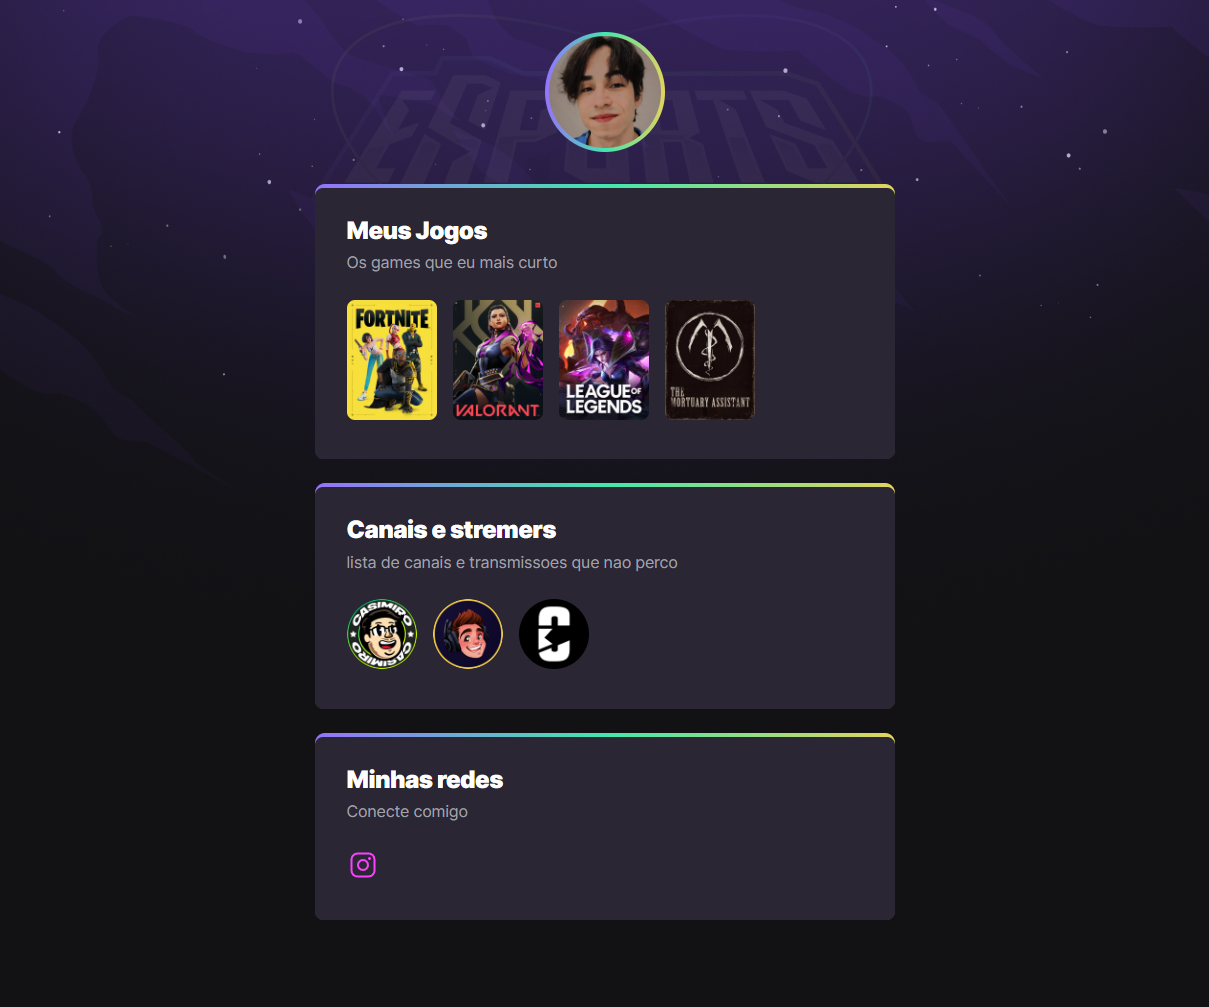 ESPORTS
Meus Jogos
Os games que eu mais curto
FORTNITE
VALORANT
LEAGUE OF
LEGENDS
THE
MORTUARY ASSISTANT
Canais e stremers
lista de canais e transmissoes que nao perco
CASIMIRO
CASIMIRO
Minhas redes
Conecte comigo